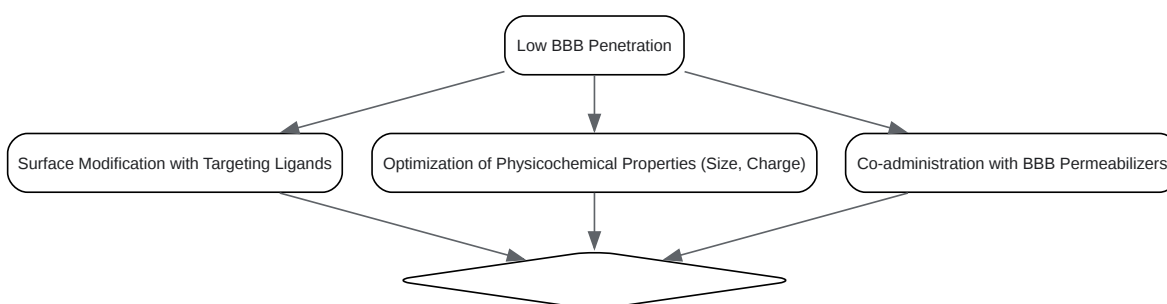 Low BBB Penetration
Surface Modification with Targeting Ligands
Optimization of Physicochemical Properties (Size, Charge)
Co-administration with BBB Permeabilizers